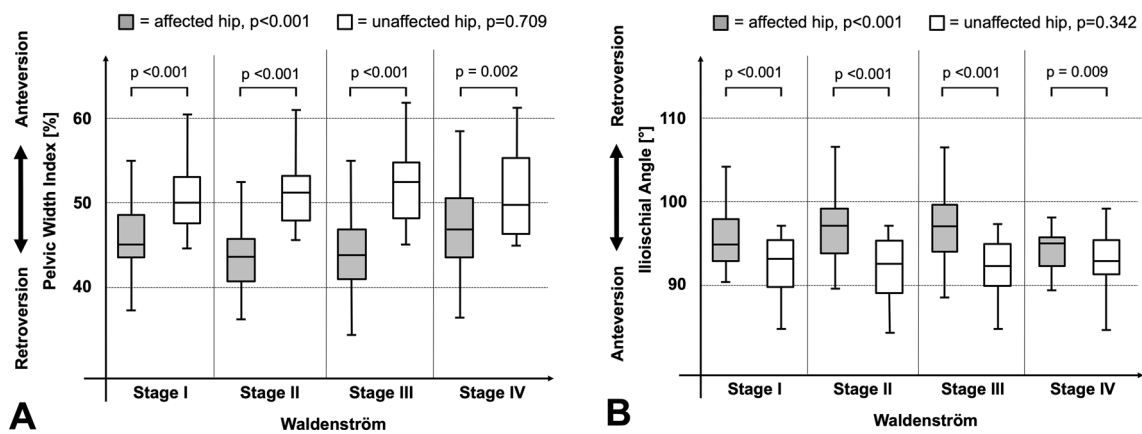 = affected hip, p<0.001 = unaffected hip, p=0.709
Anteversion
Retroversion
Pelvic Width Index [%]
60
50
40
p <0.001 p <0.001 p <0.001 p = 0.002
Stage I Stage II Stage III Stage IV
Waldenström
A
= affected hip, p<0.001 = unaffected hip, p=0.342
Retroversion
Anteversion
Ilioischial Angle [°]
110
100
90
p <0.001 p <0.001 p <0.001 p = 0.009
Stage I Stage II Stage III Stage IV
Waldenström
B